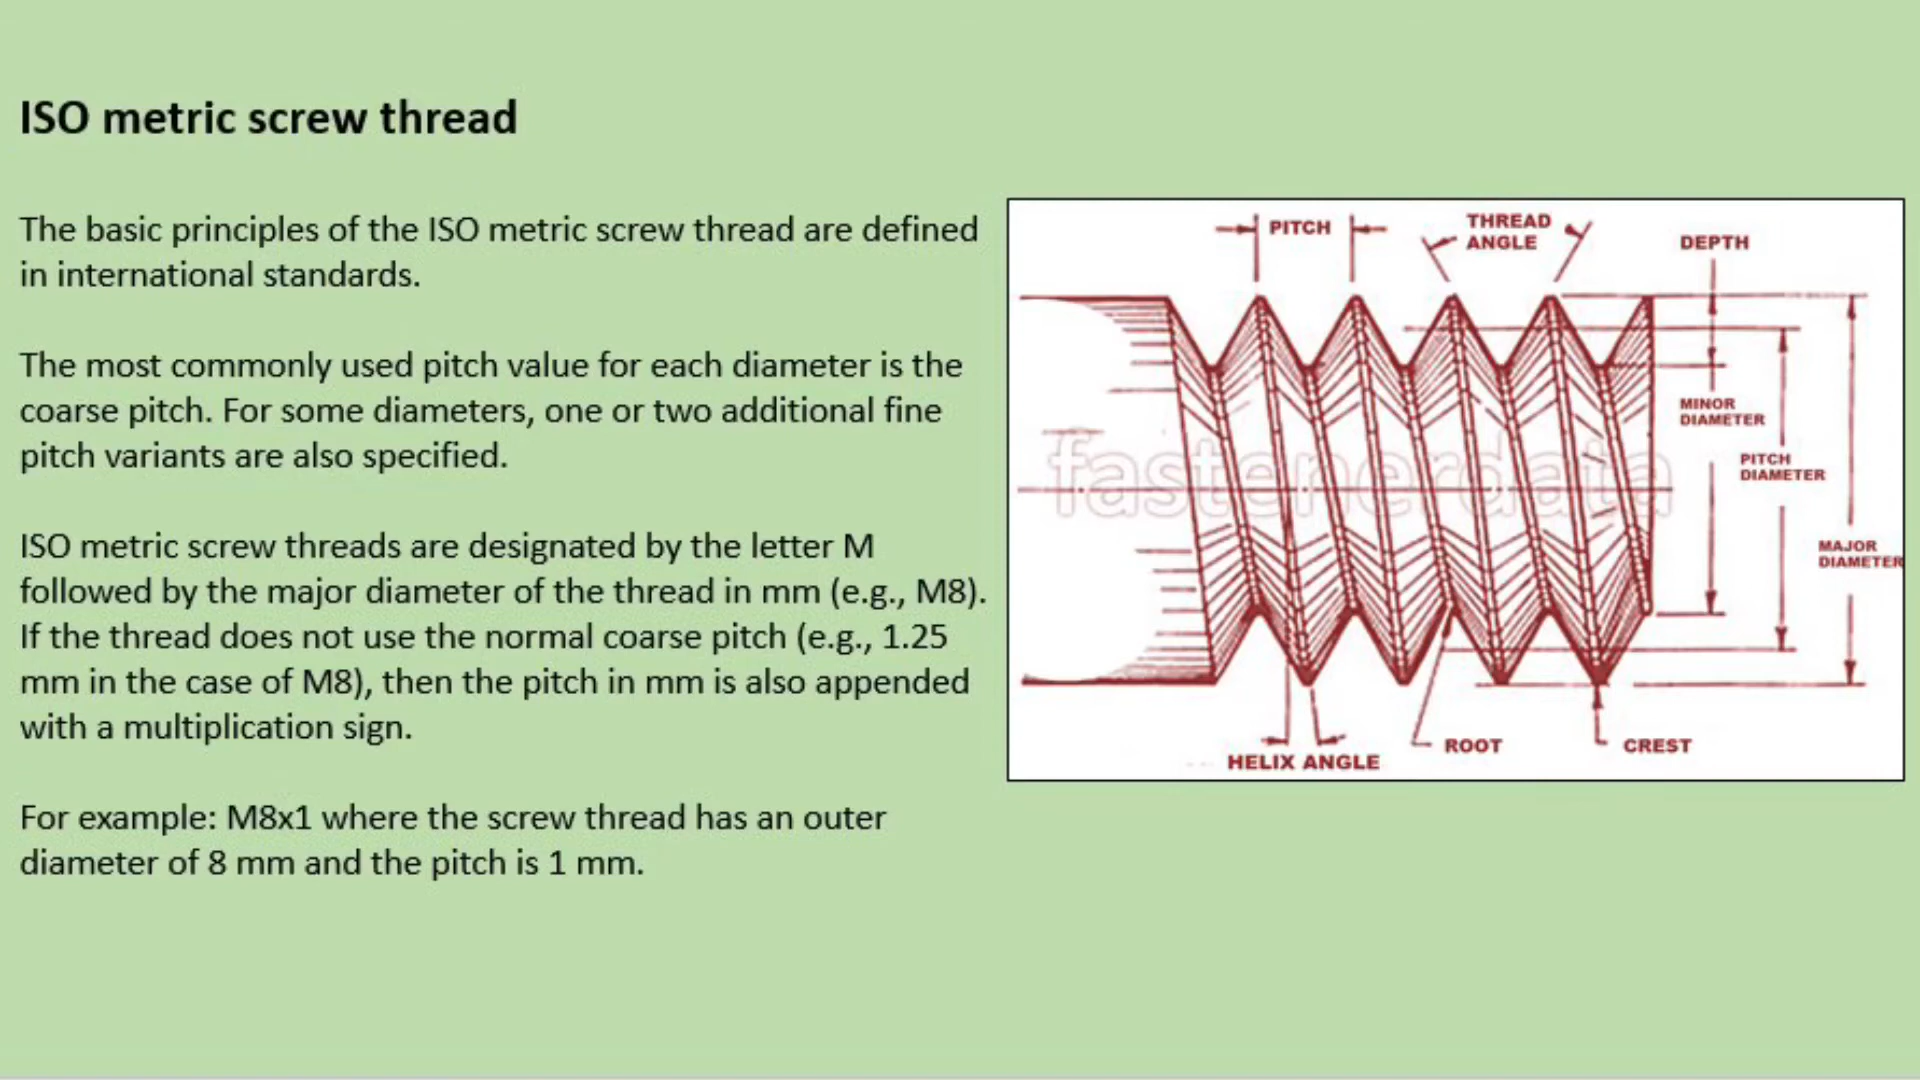 ISO metric screw thread
The basic principles of the ISO metric screw thread are defined
in international standards.
The most commonly used pitch value for each diameter is the
coarse pitch. For some diameters, one or two additional fine
pitch variants are also specified.
ISO metric screw threads are designated by the letter M
followed by the major diameter of the thread in mm (e.g., M8).
If the thread does not use the normal coarse pitch (e.g., 1.25
mm in the case of M8), then the pitch in mm is also appended
with a multiplication sign.
For example: M8x1 where the screw thread has an outer
diameter of 8 mm and the pitch is 1 mm.
PITCH
THREAD
ANGLE
DEPTH
MINOR
DIAMETER
PITCH
DIAMETER
MAJOR
DIAMETER
fastenerdata
HELIX ANGLE
ROOT
CREST